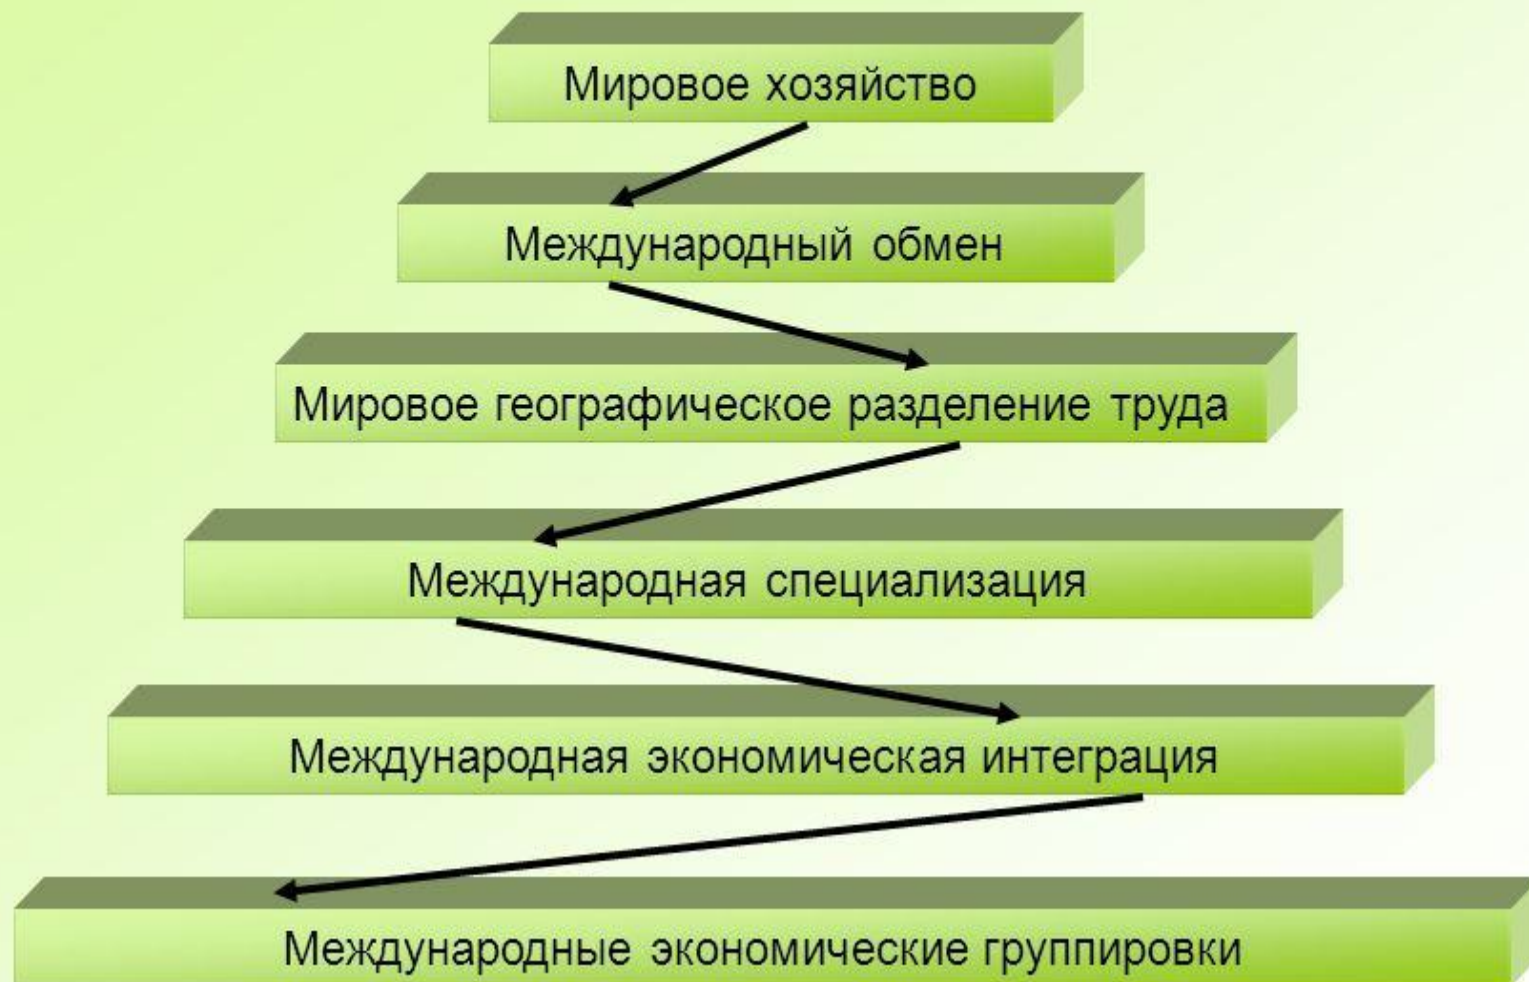 Мировое хозяйство
Международный обмен
Мировое географическое разделение труда
Международная специализация
Международная экономическая интеграция
Международные экономические группировки